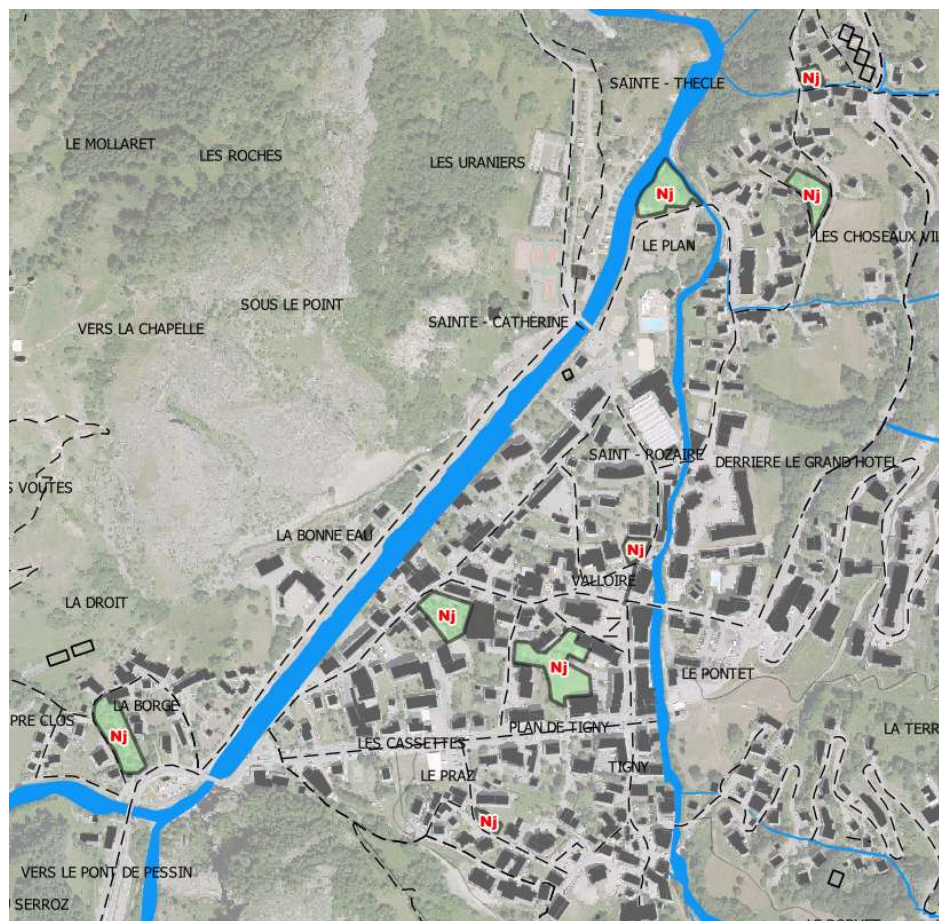 SAINTE - THECLE
Nj
LE MOLLARET
LES ROCHES
LES URANIERS
Nj
Nj
LE PLAN
LES CHOSEAUX VIL
SOUS LE POINT
VERS LA CHAPELLE
SAINTE - CATHERINE
SAINT - ROZAIRE
DERRIERE LE GRAND HOTEL
S VOUTES
LA BONNE EAU
Nj
VALLOIRE
LA DROIT
Nj
Nj
LE PONTET
LA BORGE
PRE CLOS
PLAN DE TIGNY
LA TERR
Nj
LES CASSETTES
TIGNY
LE PRAZ
Nj
VERS LE PONT DE PESSIN
SERROZ